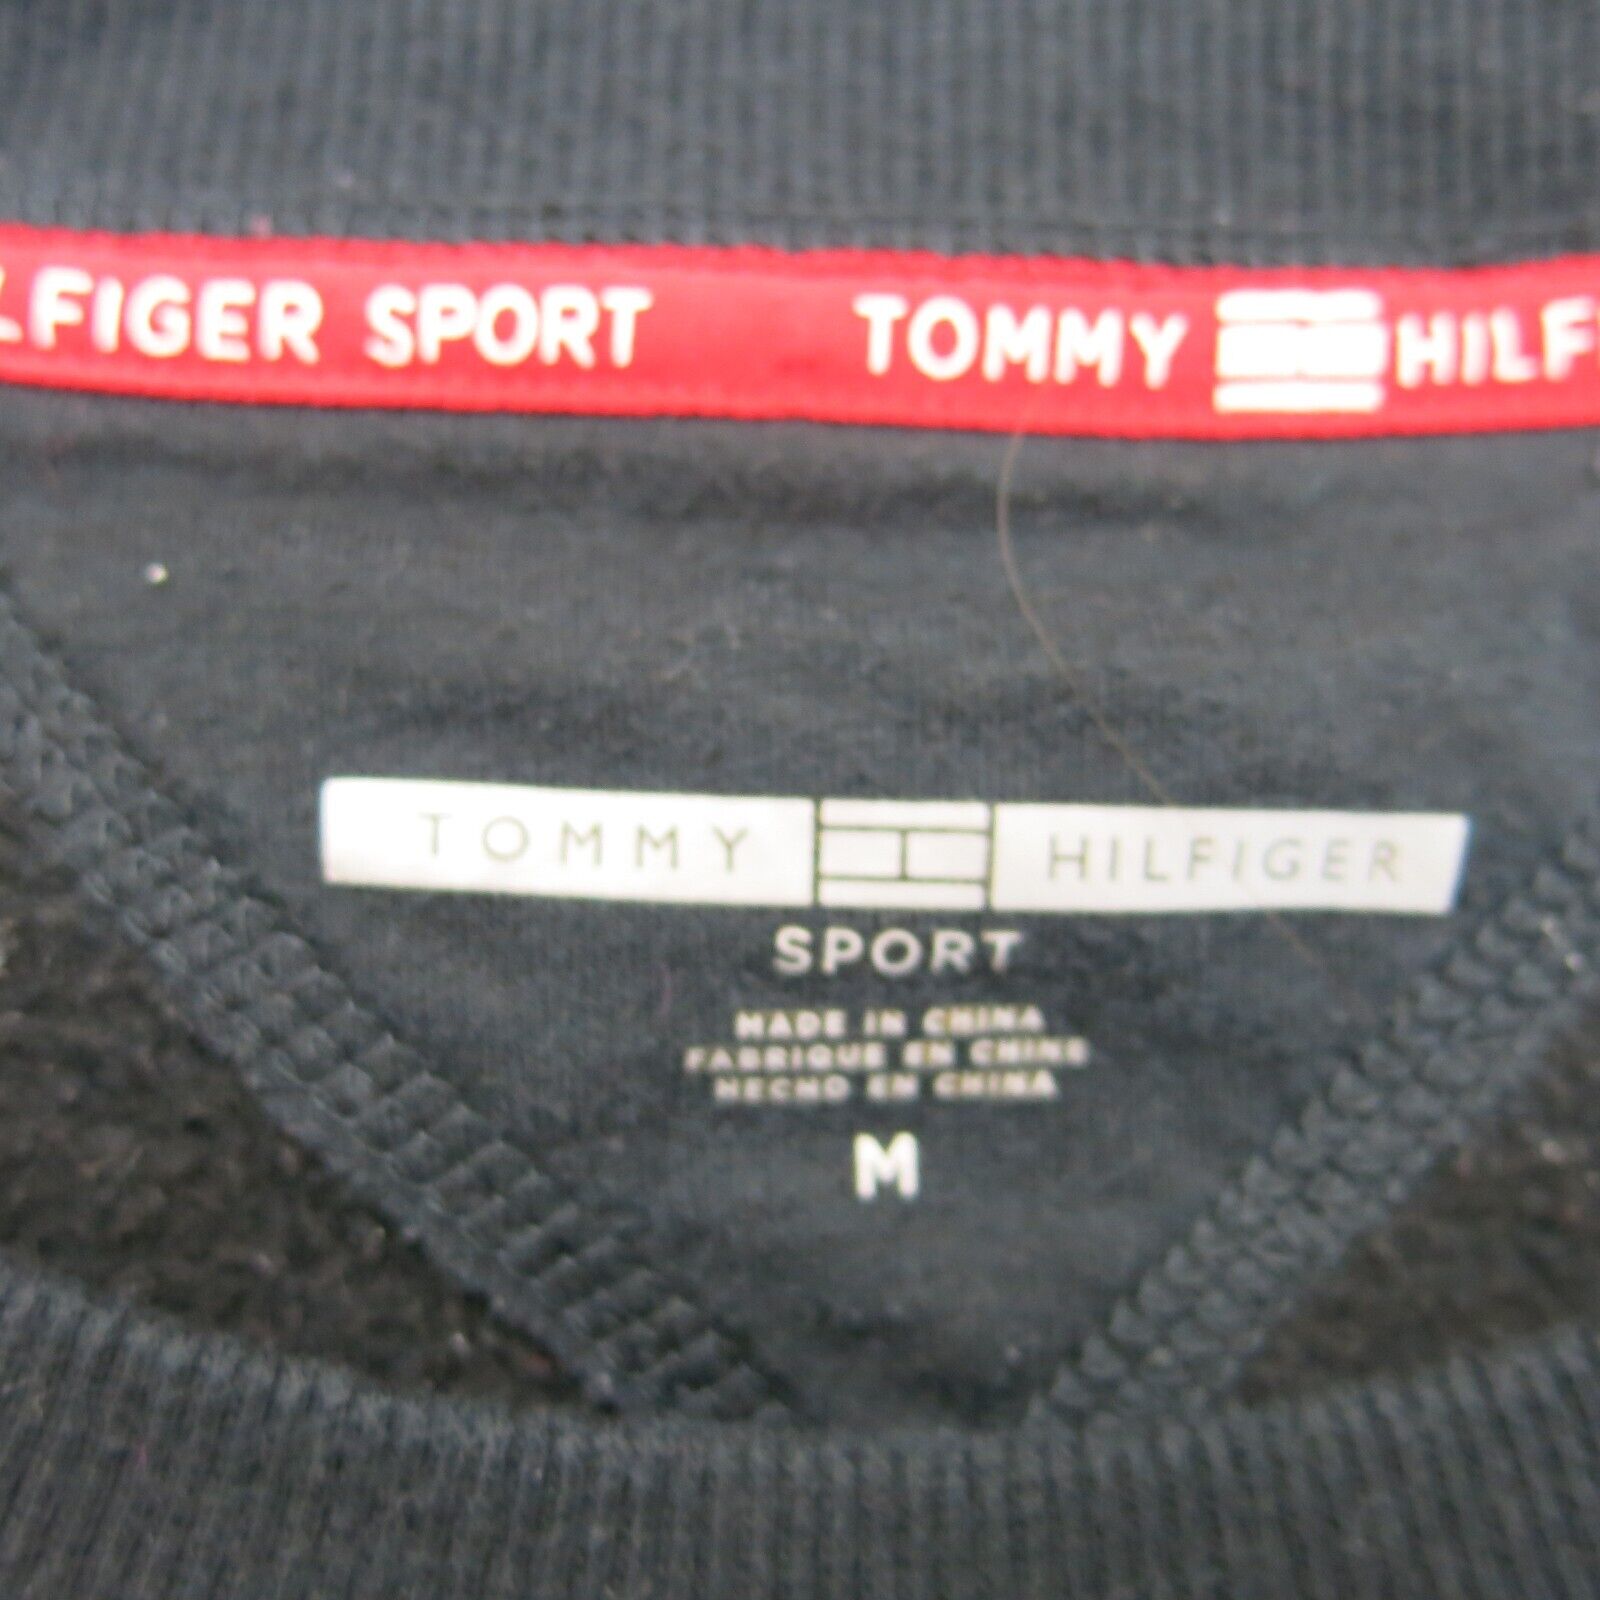 LFIGER SPORT TOMMY HILF
TOMMY HILFIGER
SPORT
MADE IN CHINA
FABRIQUE EN CHINE
HECHO EN CHINA
M